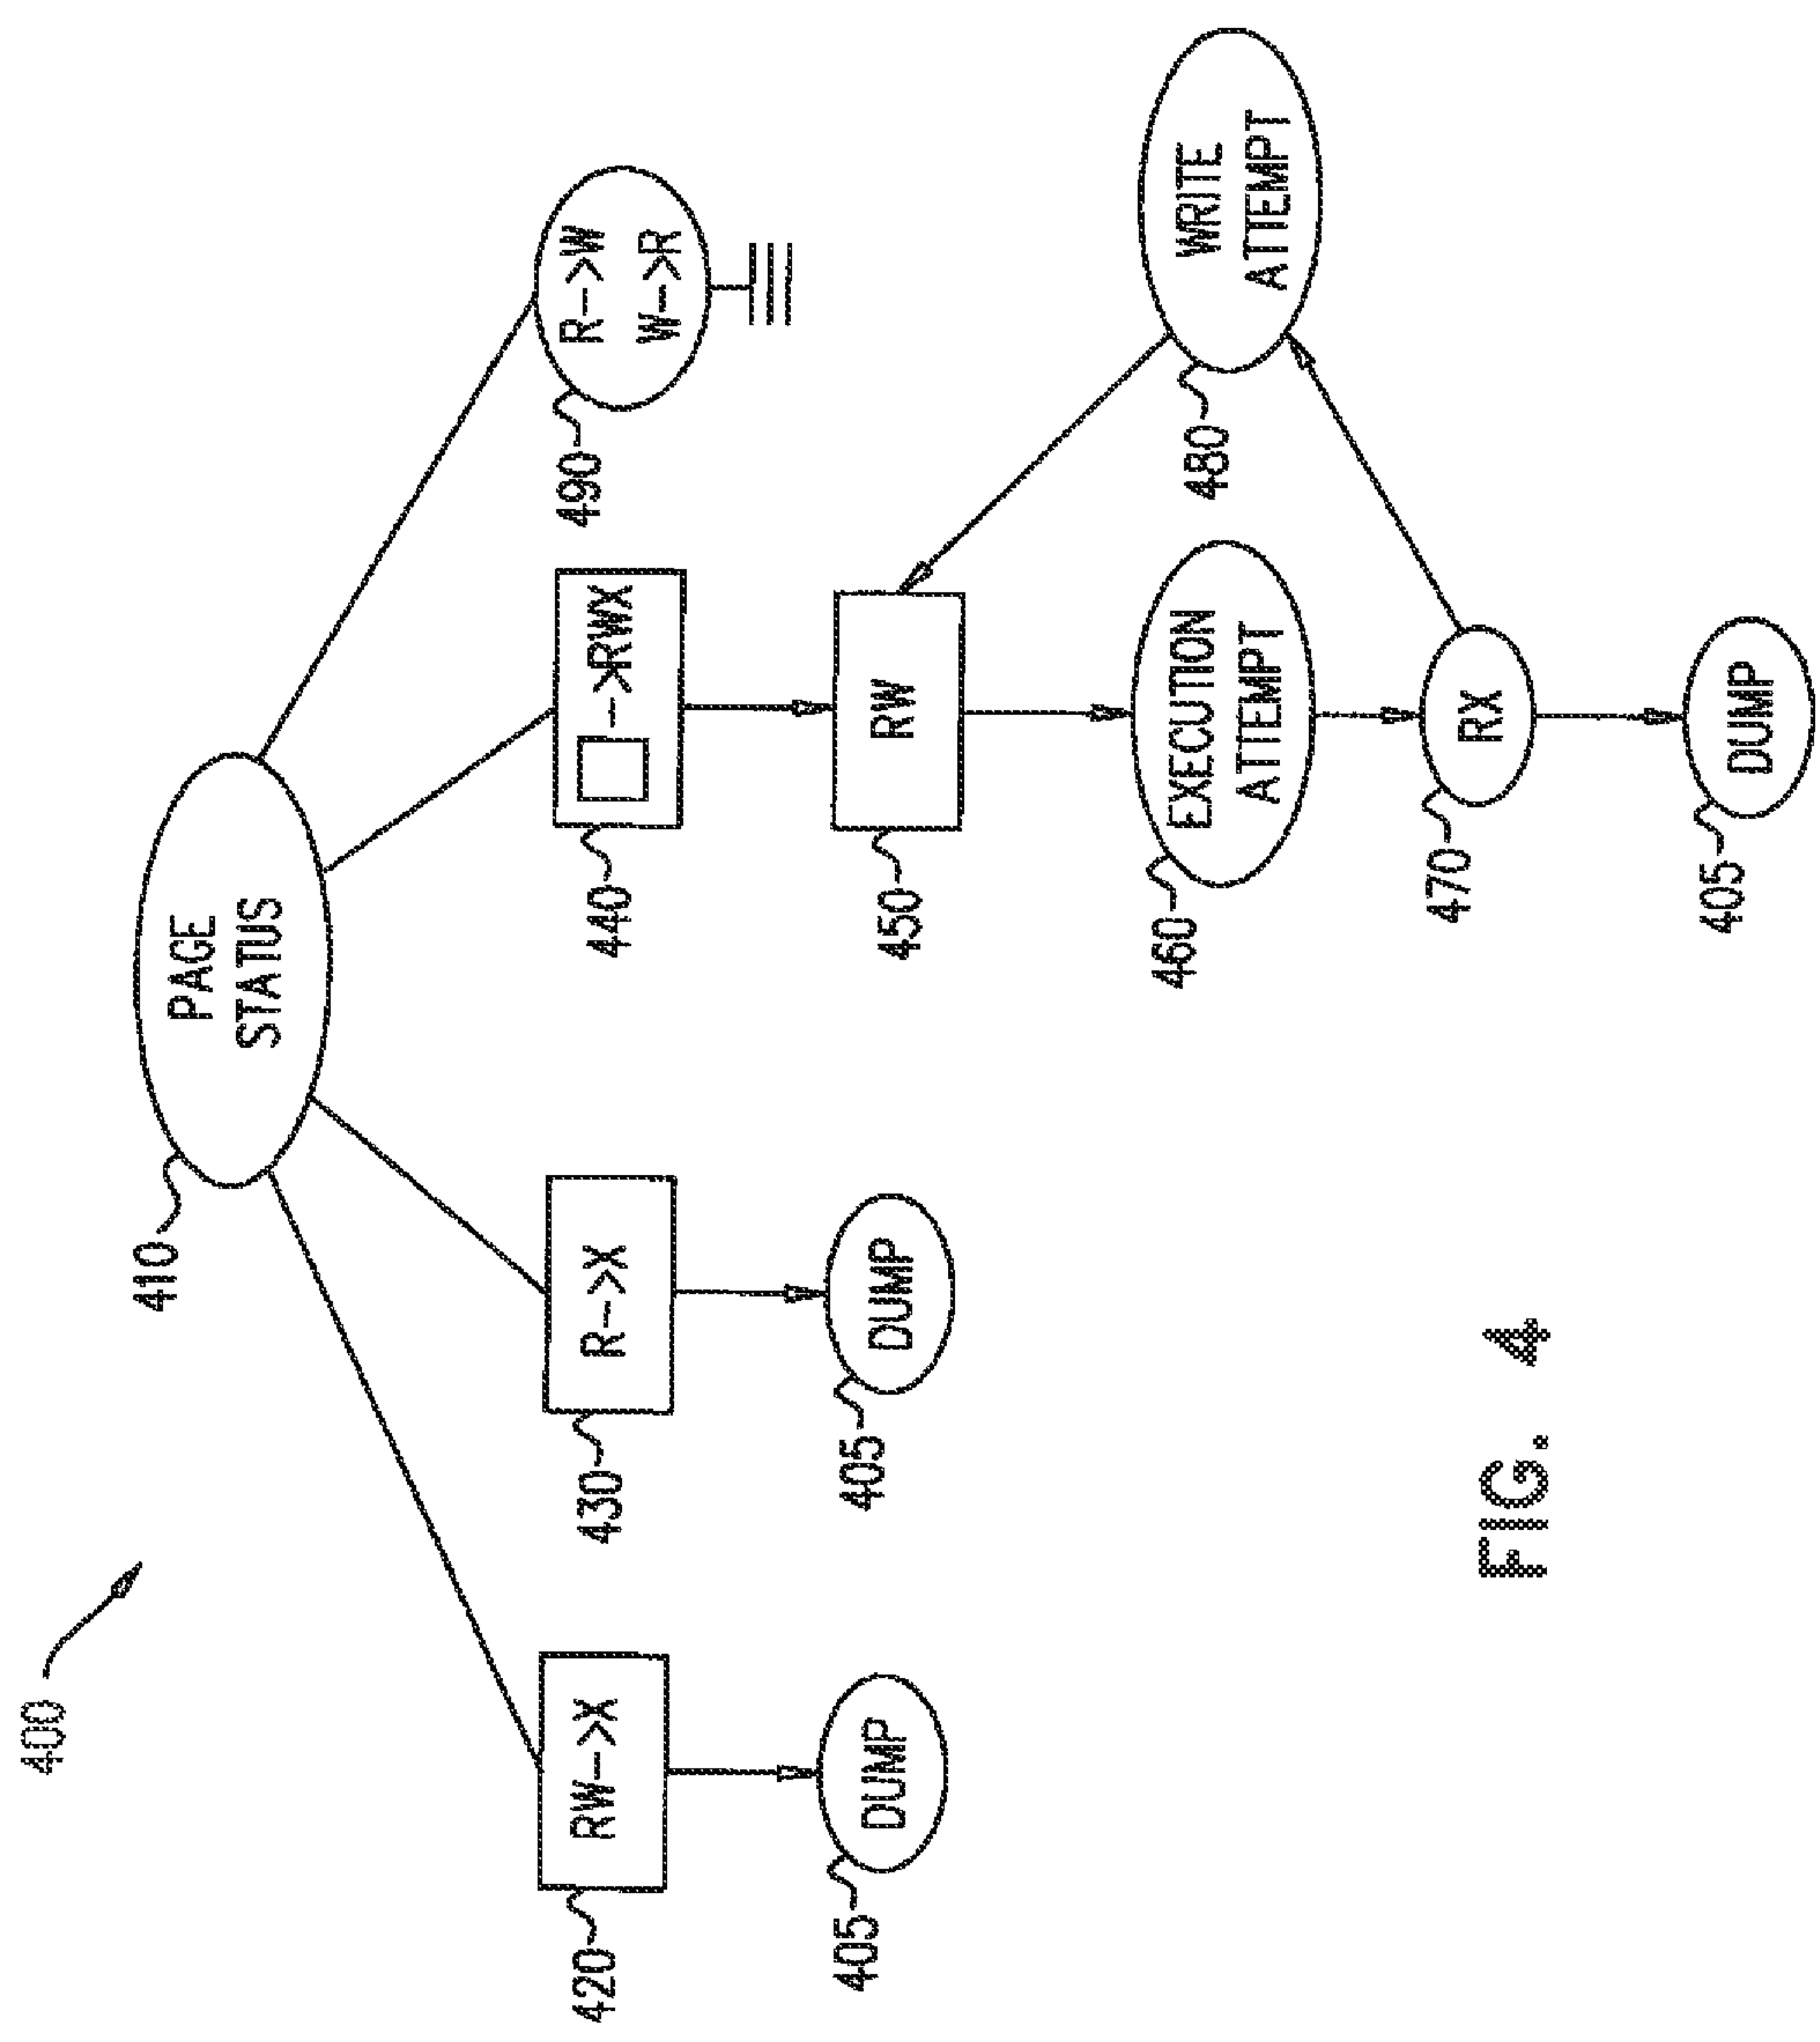 400
410
PAGE
STATUS
420
RW-->X
430
R-->X
440
-->RWX
490
R-->W
W-->R
405
DUMP
405
DUMP
450
RW
460
EXECUTION
ATTEMPT
480
WRITE
ATTEMPT
470
RX
405
DUMP
FIG. 4